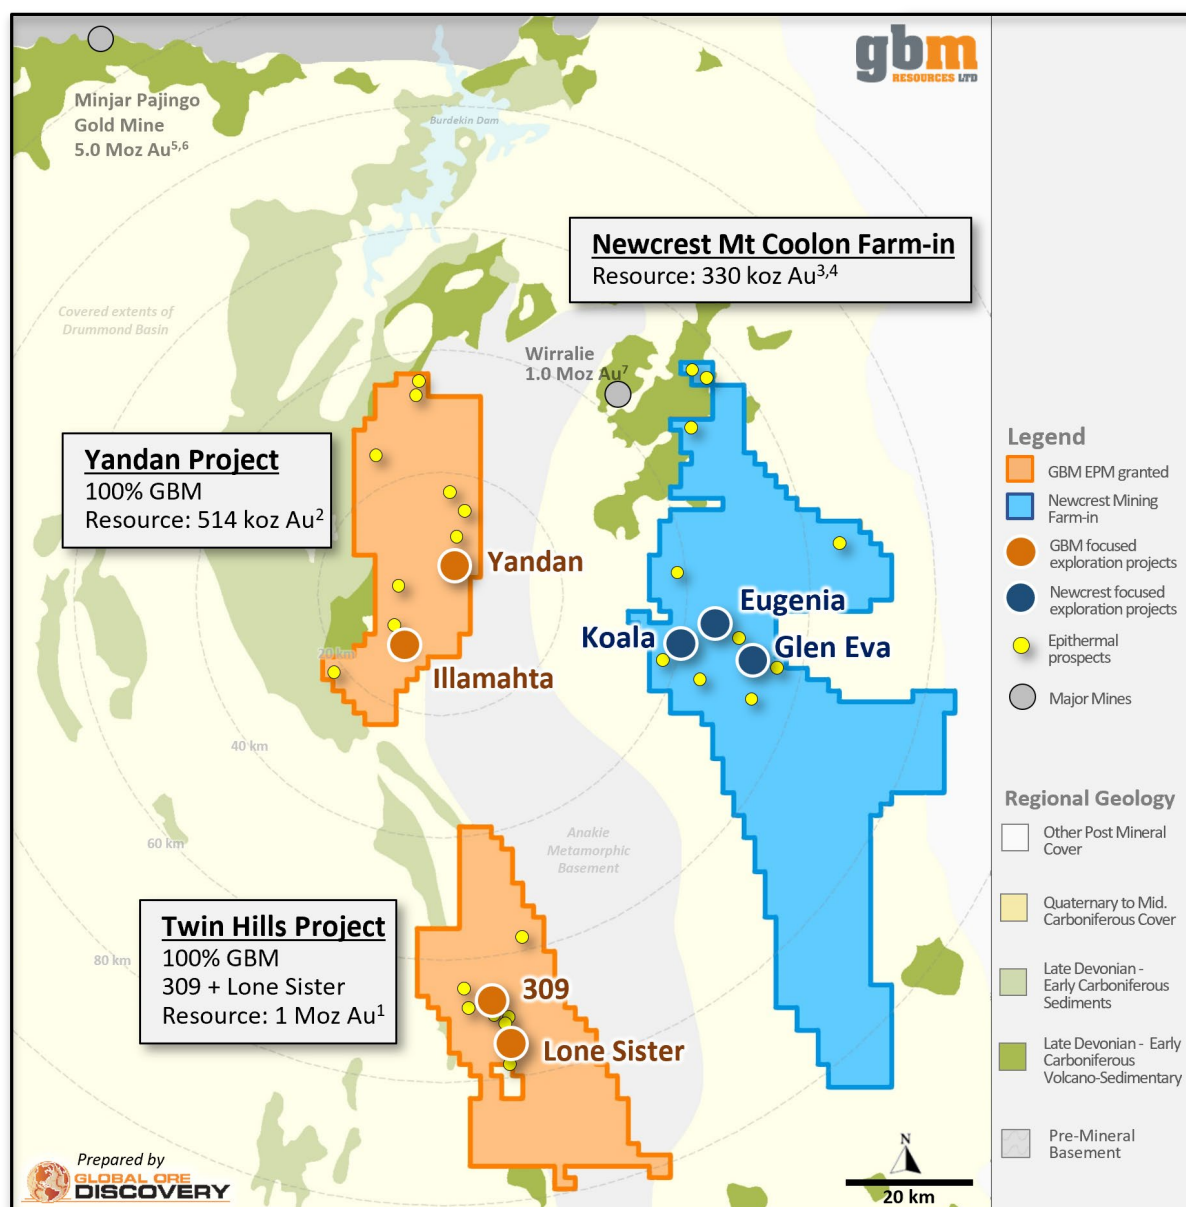 gbm
RESOURCES LTD
Minjar Pajingo
Gold Mine
5.0 Moz Au5,6
Burdekin Dam
Newcrest Mt Coolon Farm-in
Resource: 330 koz Au3,4
Covered extents of
Drummond Basin
Wirralie
1.0 Moz Au7
Yandan Project
100% GBM
Resource: 514 koz Au2
Yandan
Eugenia
Koala
Glen Eva
20 km
Illamahta
40 km
60 km
Anakie
Metamorphic
Basement
Twin Hills Project
100% GBM
309 + Lone Sister
Resource: 1 Moz Au1
80 km
309
Lone Sister
Legend
GBM EPM granted
Newcrest Mining
Farm-in
GBM focused
exploration projects
Newcrest focused
exploration projects
Epithermal
prospects
Major Mines
Regional Geology
Other Post Mineral
Cover
Quaternary to Mid.
Carboniferous Cover
Late Devonian -
Early Carboniferous
Sediments
Late Devonian - Early
Carboniferous
Volcano-Sedimentary
Pre-Mineral
Basement
N
20 km
Prepared by
GLOBAL ORE
DISCOVERY